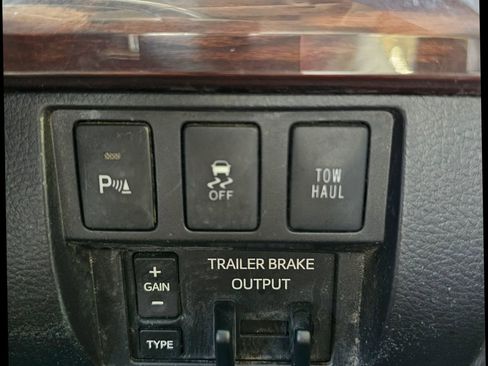 P
OFF
TOW
HAUL
+
GAIN
-
TYPE
TRAILER BRAKE
OUTPUT